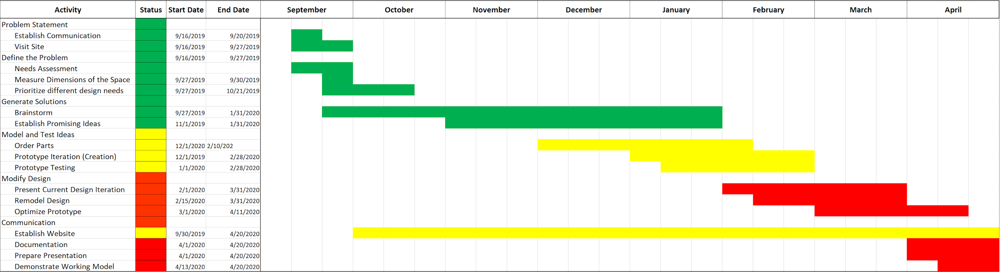 Activity Status Start Date End Date September October November December January February March April
Problem Statement
Establish Communication 9/16/2019 9/20/2019
Visit Site 9/16/2019 9/27/2019
Define the Problem 9/16/2019 9/27/2019
Needs Assessment
Measure Dimensions of the Space 9/27/2019 9/30/2019
Prioritize different design needs 9/27/2019 10/21/2019
Generate Solutions
Brainstorm 9/27/2019 1/31/2020
Establish Promising Ideas 11/1/2019 1/31/2020
Model and Test Ideas
Order Parts 12/1/2020 2/10/202
Prototype Iteration (Creation) 12/1/2019 2/28/2020
Prototype Testing 1/1/2020 2/28/2020
Modify Design
Present Current Design Iteration 2/1/2020 3/31/2020
Remodel Design 2/15/2020 3/31/2020
Optimize Prototype 3/1/2020 4/11/2020
Communication
Establish Website 9/30/2019 4/20/2020
Documentation 4/1/2020 4/20/2020
Prepare Presentation 4/1/2020 4/20/2020
Demonstrate Working Model 4/13/2020 4/20/2020